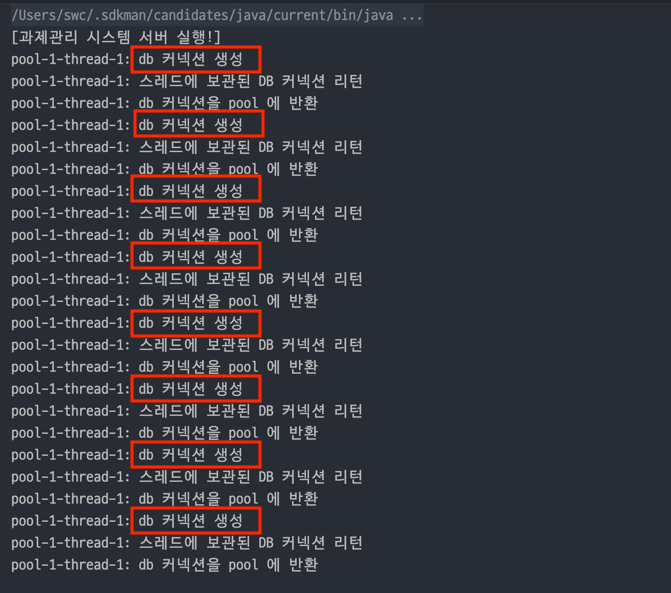 /Users/swc/.sdkman/candidates/java/current/bin/java ...
[과제관리 시스템 서버 실행!]
pool-1-thread-1: db 커넥션 생성
pool-1-thread-1: 스레드에 보관된 DB 커넥션 리턴
pool-1-thread-1: db 커넥션을 pool 에 반환
pool-1-thread-1: db 커넥션 생성
pool-1-thread-1: 스레드에 보관된 DB 커넥션 리턴
pool-1-thread-1: db 커넥션을 pool 에 반환
pool-1-thread-1: db 커넥션 생성
pool-1-thread-1: 스레드에 보관된 DB 커넥션 리턴
pool-1-thread-1: db 커넥션을 pool 에 반환
pool-1-thread-1: db 커넥션 생성
pool-1-thread-1: 스레드에 보관된 DB 커넥션 리턴
pool-1-thread-1: db 커넥션을 pool 에 반환
pool-1-thread-1: db 커넥션 생성
pool-1-thread-1: 스레드에 보관된 DB 커넥션 리턴
pool-1-thread-1: db 커넥션을 pool 에 반환
pool-1-thread-1: db 커넥션 생성
pool-1-thread-1: 스레드에 보관된 DB 커넥션 리턴
pool-1-thread-1: db 커넥션을 pool 에 반환
pool-1-thread-1: db 커넥션 생성
pool-1-thread-1: 스레드에 보관된 DB 커넥션 리턴
pool-1-thread-1: db 커넥션을 pool 에 반환
pool-1-thread-1: db 커넥션 생성
pool-1-thread-1: 스레드에 보관된 DB 커넥션 리턴
pool-1-thread-1: db 커넥션을 pool 에 반환